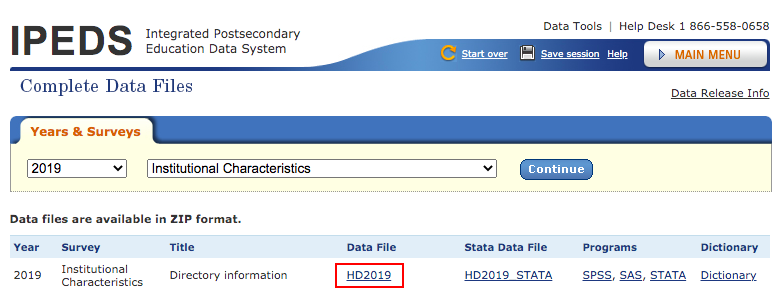 IPEDS Integrated Postsecondary Education Data System
Data Tools | Help Desk 1 866-558-0658
Start over Save session Help MAIN MENU
Complete Data Files
Data Release Info
Years & Surveys
2019 Institutional Characteristics Continue
Data files are available in ZIP format.
Year Survey Title Data File Stata Data File Programs Dictionary
2019 Institutional Characteristics Directory information HD2019 HD2019_STATA SPSS, SAS, STATA Dictionary